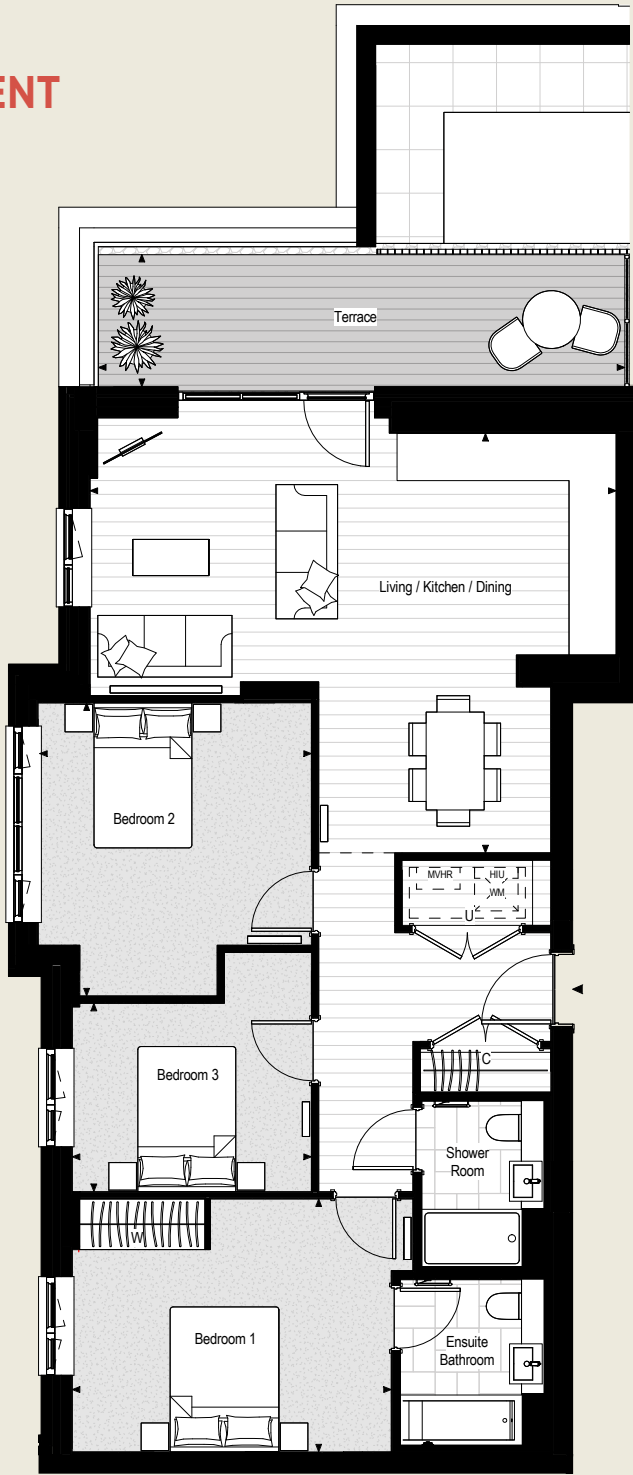 ENT
Terrace
Living / Kitchen / Dining
Bedroom 2
MVHR
HIU
WM
U
Bedroom 3
C
Shower
Room
W
Bedroom 1
Ensuite
Bathroom